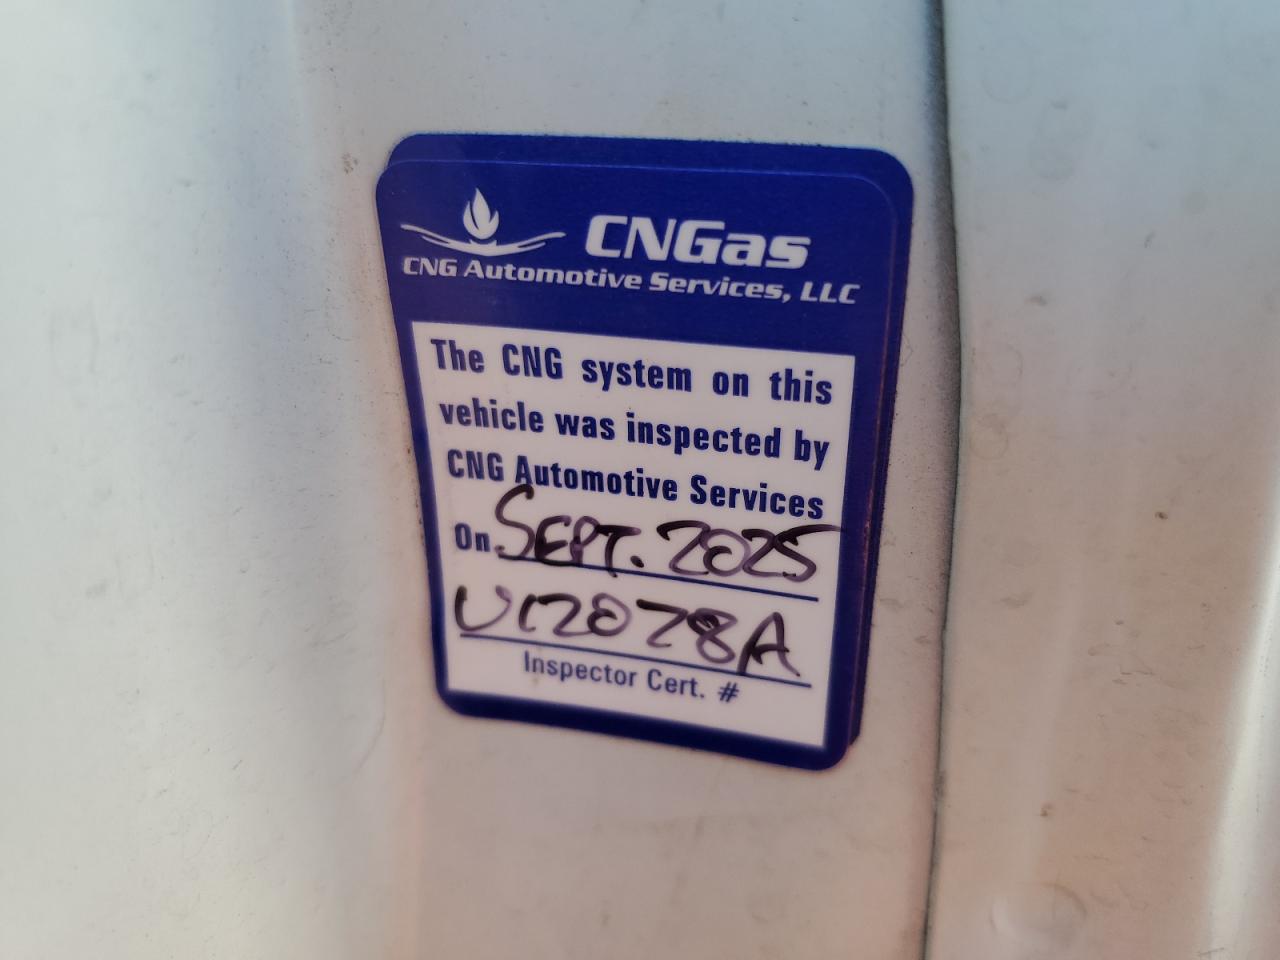 CNGas
CNG Automotive Services, LLC
The CNG system on this
vehicle was inspected by
CNG Automotive Services
On SEPT. 2025
U12078A
Inspector Cert. #